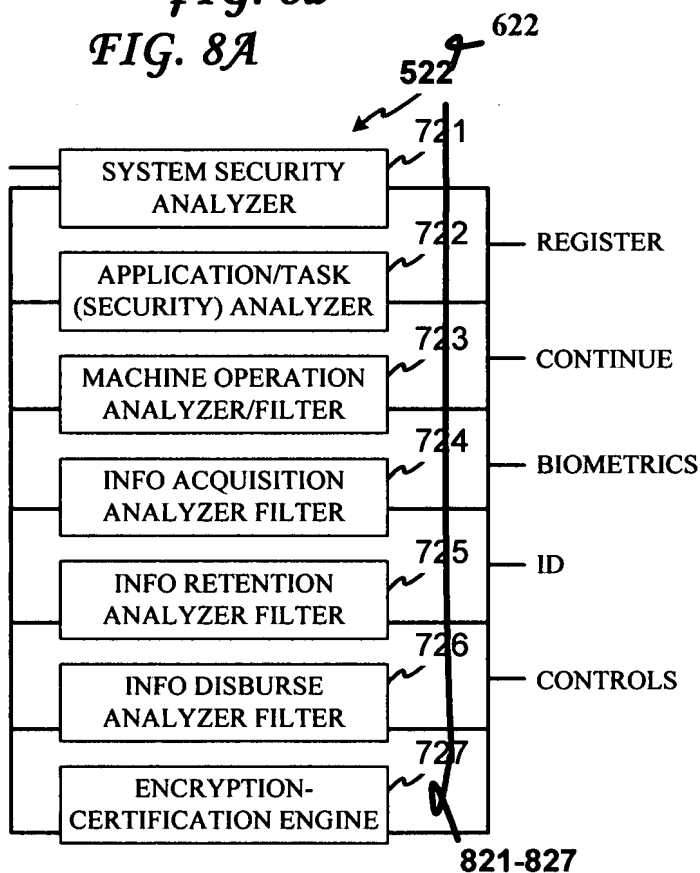 FIG. 8A
622
522
721
SYSTEM SECURITY
ANALYZER
722
REGISTER
APPLICATION/TASK
(SECURITY) ANALYZER
723
CONTINUE
MACHINE OPERATION
ANALYZER/FILTER
724
BIOMETRICS
INFO ACQUISITION
ANALYZER FILTER
725
ID
INFO RETENTION
ANALYZER FILTER
726
CONTROLS
INFO DISBURSE
ANALYZER FILTER
727
ENCRYPTION-
CERTIFICATION ENGINE
821-827